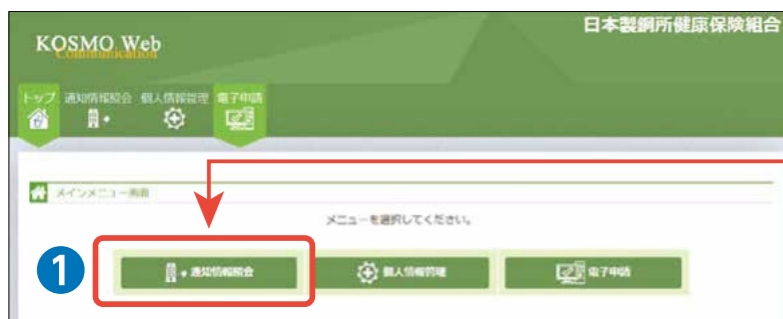 日本製鋼所健康保険組合
KOSMO Web
Communication
トップ 通知情報照会 個人情報管理 電子申請
メインメニュー画面
メニューを選択してください。
1 通知情報照会 個人情報管理 電子申請